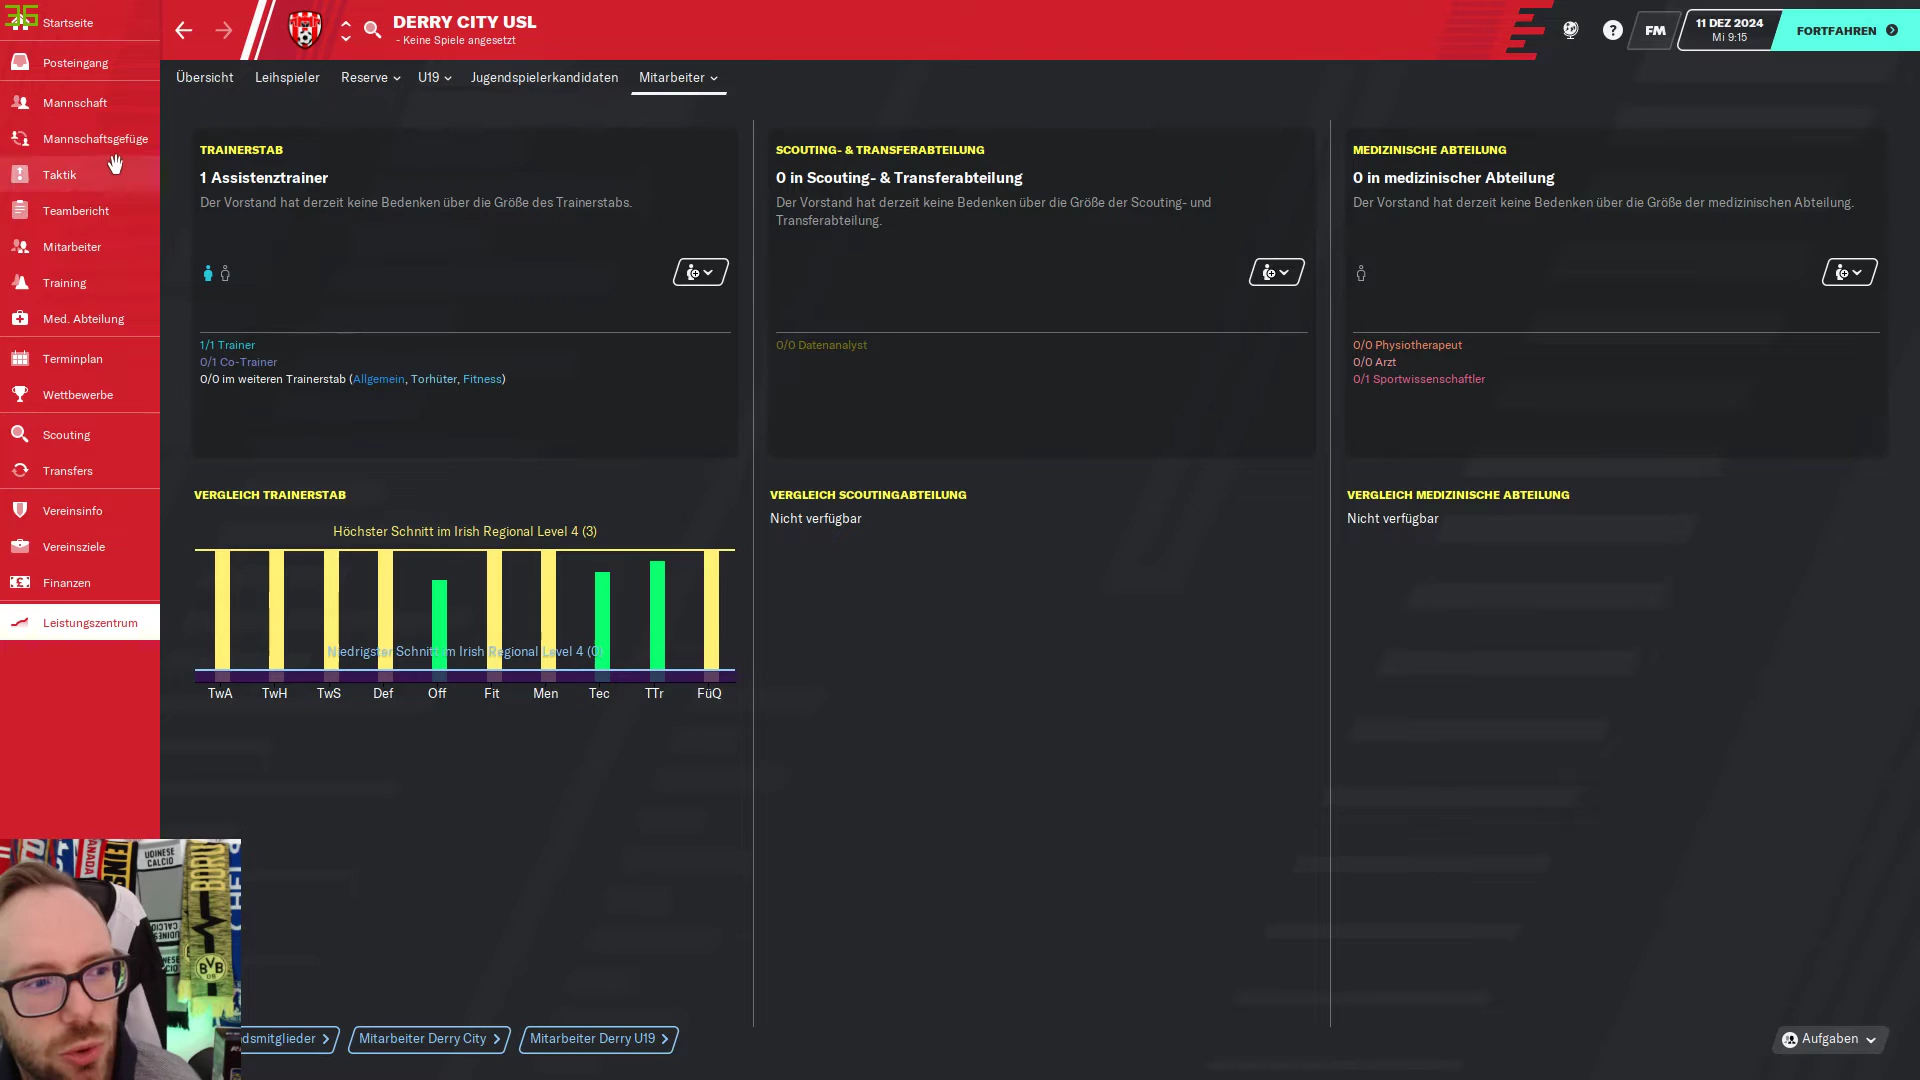 Startseite
Posteingang
Mannschaft
Mannschaftsgefüge
Taktik
Teambericht
Mitarbeiter
Training
Med. Abteilung
Terminplan
Wettbewerbe
Scouting
Transfers
Vereinsinfo
Vereinsziele
Finanzen
Leistungszentrum
DERRY CITY USL
- Keine Spiele angesetzt
FM
11 DEZ 2024
Mi 9:15
FORTFAHREN
Übersicht
Leihspieler
Reserve
U19
Jugendspielerkandidaten
Mitarbeiter
TRAINERSTAB
1 Assistenztrainer
Der Vorstand hat derzeit keine Bedenken über die Größe des Trainerstabs.
1/1 Trainer
0/1 Co-Trainer
0/0 im weiteren Trainerstab (Allgemein, Torhüter, Fitness)
SCOUTING- & TRANSFERABTEILUNG
0 in Scouting- & Transferabteilung
Der Vorstand hat derzeit keine Bedenken über die Größe der Scouting- und
Transferabteilung.
0/0 Datenanalyst
MEDIZINISCHE ABTEILUNG
0 in medizinischer Abteilung
Der Vorstand hat derzeit keine Bedenken über die Größe der medizinischen Abteilung.
0/0 Physiotherapeut
0/0 Arzt
0/1 Sportwissenschaftler
VERGLEICH TRAINERSTAB
Höchster Schnitt im Irish Regional Level 4 (3)
Niedrigster Schnitt im Irish Regional Level 4 (0)
TwA TwH TwS Def Off Fit Men Tec TTr FüQ
VERGLEICH SCOUTINGABTEILUNG
Nicht verfügbar
VERGLEICH MEDIZINISCHE ABTEILUNG
Nicht verfügbar
UDINESE
CALCIO
BORU
BVB
09
dsmitglieder
Mitarbeiter Derry City
Mitarbeiter Derry U19
Aufgaben